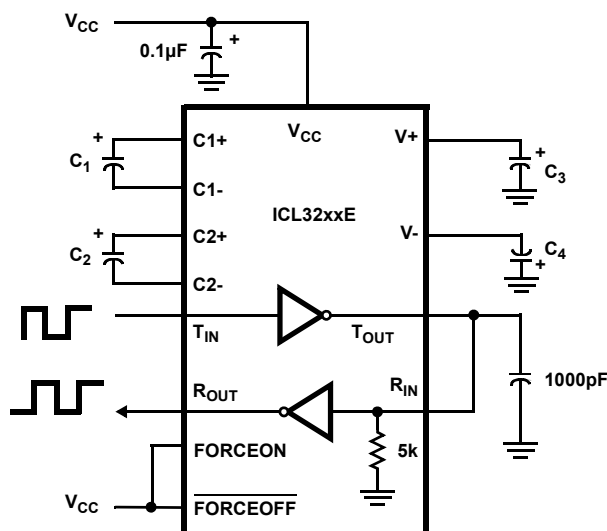 VCC
0.1µF
+
VCC
V+
C1+
+
C1
C1-
+
C3
ICL32xxE
C2+
+
C2
C2-
V-
C4
+
TIN
TOUT
1000pF
ROUT
RIN
5k
FORCEON
VCC
FORCEOFF